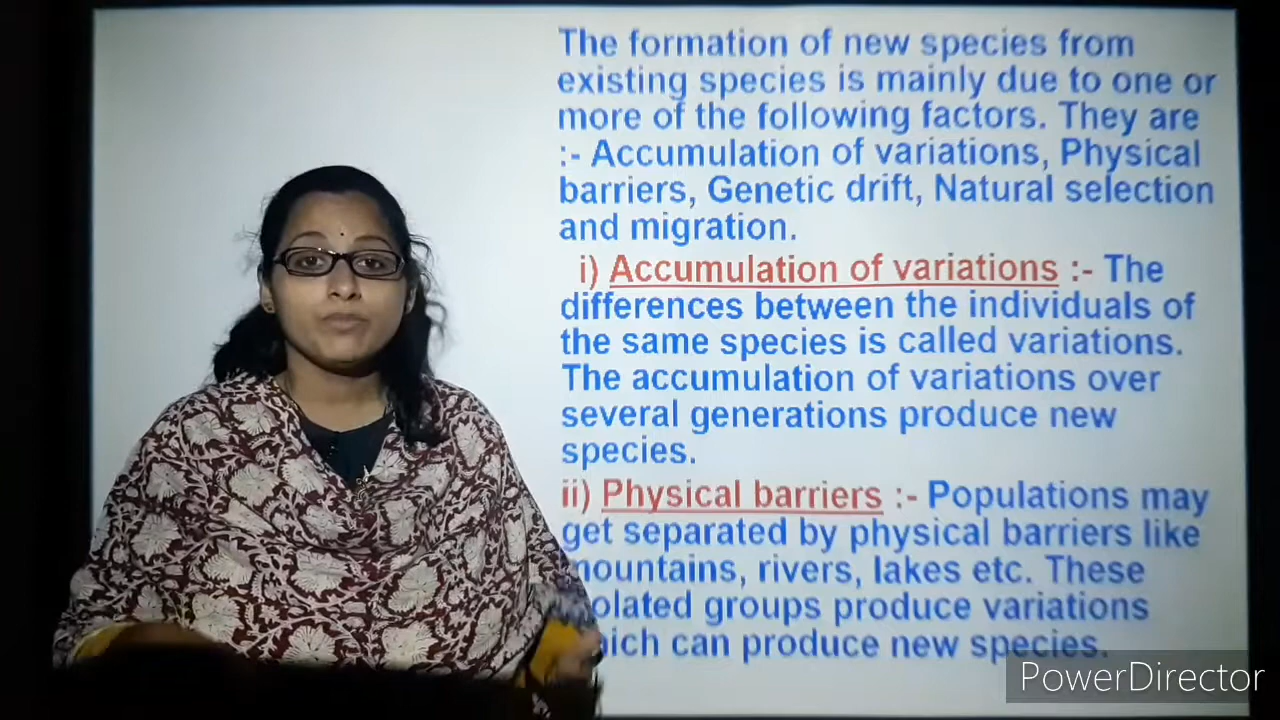 The formation of new species from
existing species is mainly due to one or
more of the following factors. They are
:- Accumulation of variations, Physical
barriers, Genetic drift, Natural selection
and migration.
i) Accumulation of variations :- The
differences between the individuals of
the same species is called variations.
The accumulation of variations over
several generations produce new
species.
ii) Physical barriers :- Populations may
get separated by physical barriers like
mountains, rivers, lakes etc. These
olated groups produce variations
ich can produce new species.
PowerDirector